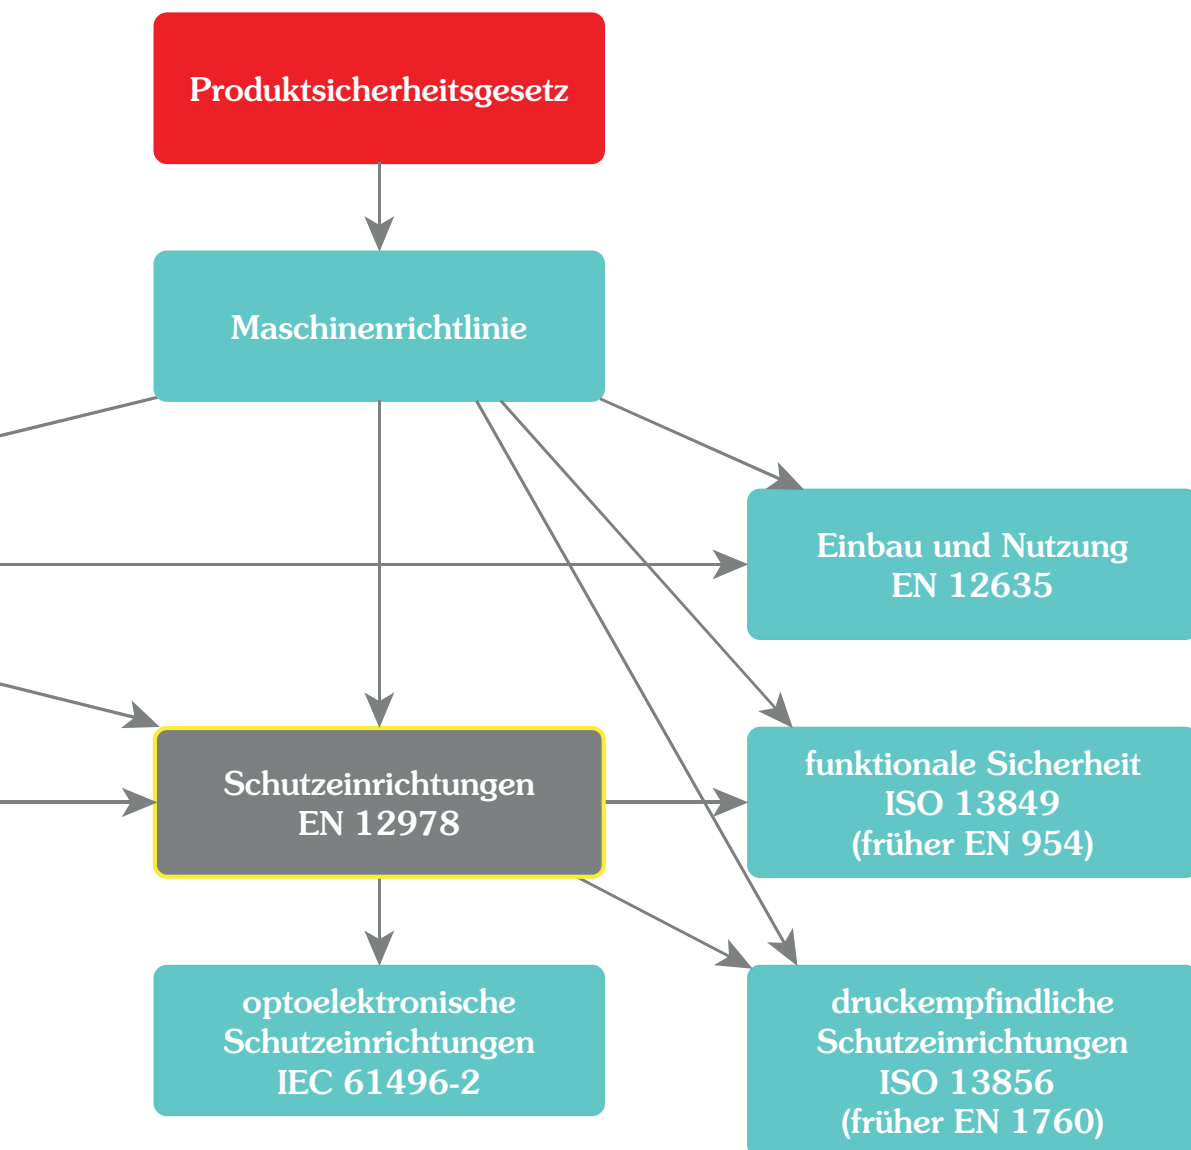 Produktsicherheitsgesetz
Maschinenrichtlinie
Einbau und Nutzung
EN 12635
Schutzeinrichtungen
EN 12978
funktionale Sicherheit
ISO 13849
(früher EN 954)
optoelektronische
Schutzeinrichtungen
IEC 61496-2
druckempfindliche
Schutzeinrichtungen
ISO 13856
(früher EN 1760)